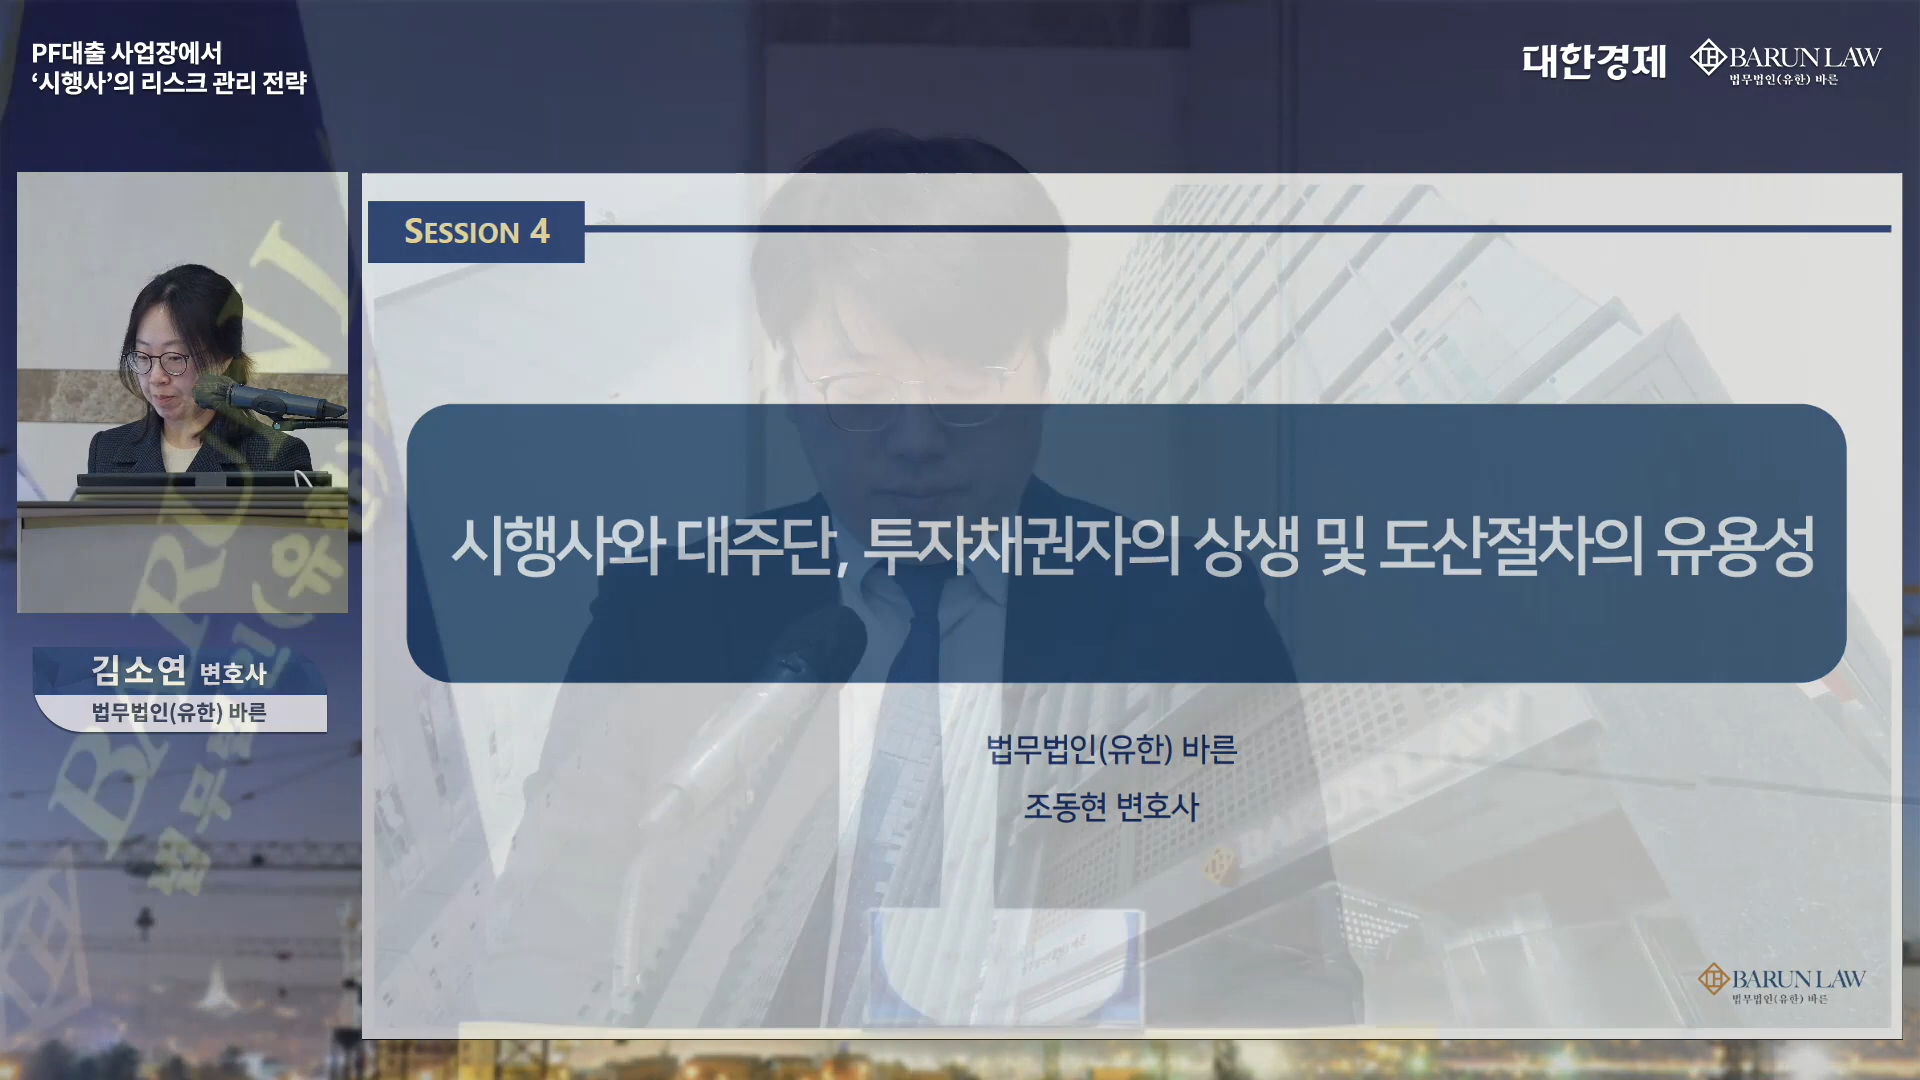 PF대출 사업장에서
‘시행사’의 리스크 관리 전략
대한경제
BARUN LAW
법무법인(유한) 바른
SESSION 4
시행사와 대주단, 투자채권자의 상생 및 도산절차의 유용성
법무법인(유한) 바른
조동현 변호사
김소연 변호사
법무법인(유한) 바른
BARUN LAW
법무법인(유한) 바른